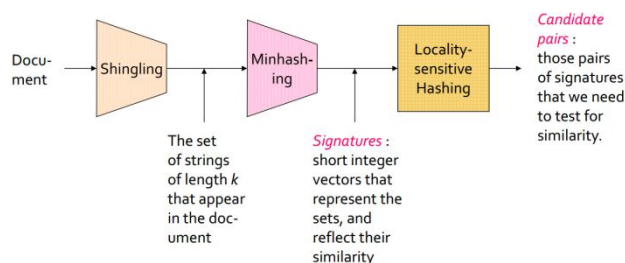 Docu-
ment
Shingling
Minhash-
ing
Locality-
sensitive
Hashing
Candidate
pairs :
those pairs
of signatures
that we need
to test for
similarity.
The set
of strings
of length k
that appear
in the doc-
ument
Signatures :
short integer
vectors that
represent the
sets, and
reflect their
similarity